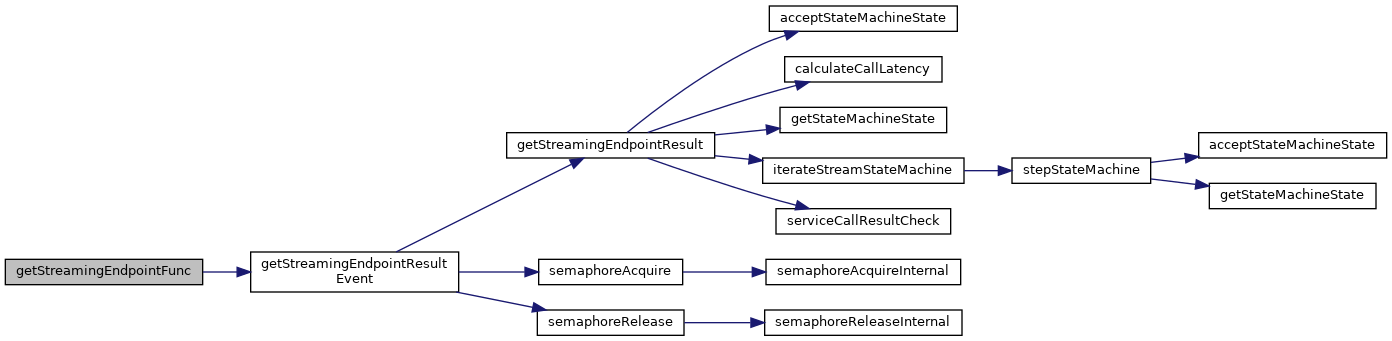 acceptStateMachineState
calculateCallLatency
getStateMachineState
getStreamingEndpointResult
acceptStateMachineState
iterateStreamStateMachine
stepStateMachine
getStateMachineState
serviceCallResultCheck
getStreamingEndpointFunc
getStreamingEndpointResult
Event
semaphoreAcquire
semaphoreAcquireInternal
semaphoreRelease
semaphoreReleaseInternal